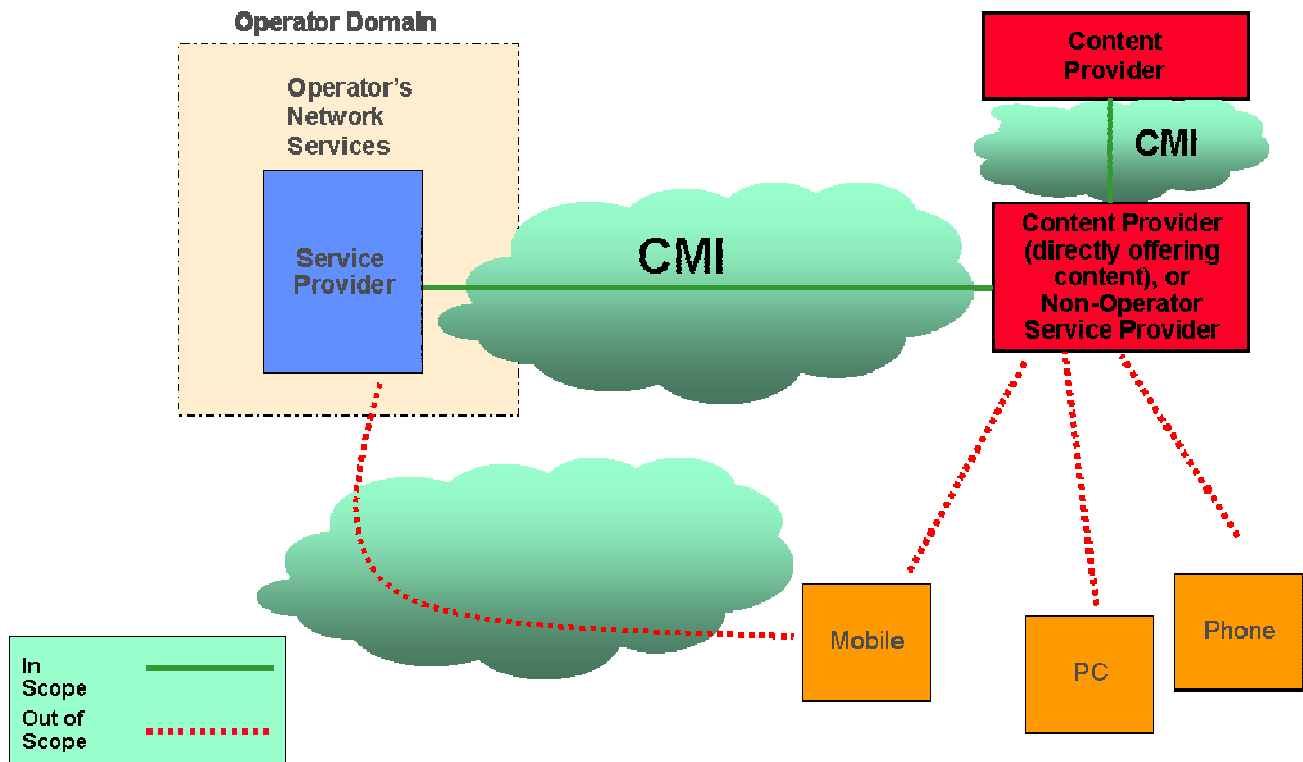 Operator Domain
Operator's
Network
Services
Service
Provider
CMI
Content
Provider
CMI
Content Provider
(directly offering
content), or
Non-Operator
Service Provider
Mobile
PC
Phone
In
Scope
Out of
Scope